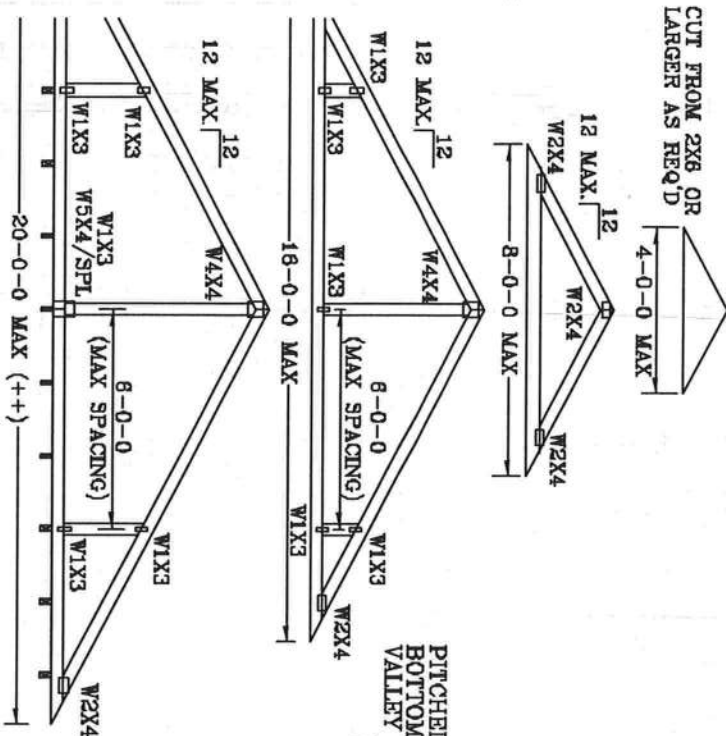 CUT FROM 2X6 OR
LARGER AS REQ'D
4-0-0 MAX
12
12 MAX.
W2X4
W2X4
W2X4
8-0-0 MAX
12
12 MAX.
W1X3
W1X3
W4X4
W1X3
6-0-0
(MAX SPACING)
W1X3
W1X3
W2X4
16-0-0 MAX
PITCHE
BOTTOM
VALLEY
12
12 MAX.
W1X3
W1X3
W4X4
W1X3
W5X4/SPL
6-0-0
(MAX SPACING)
W1X3
W1X3
W2X4
20-0-0 MAX (++)